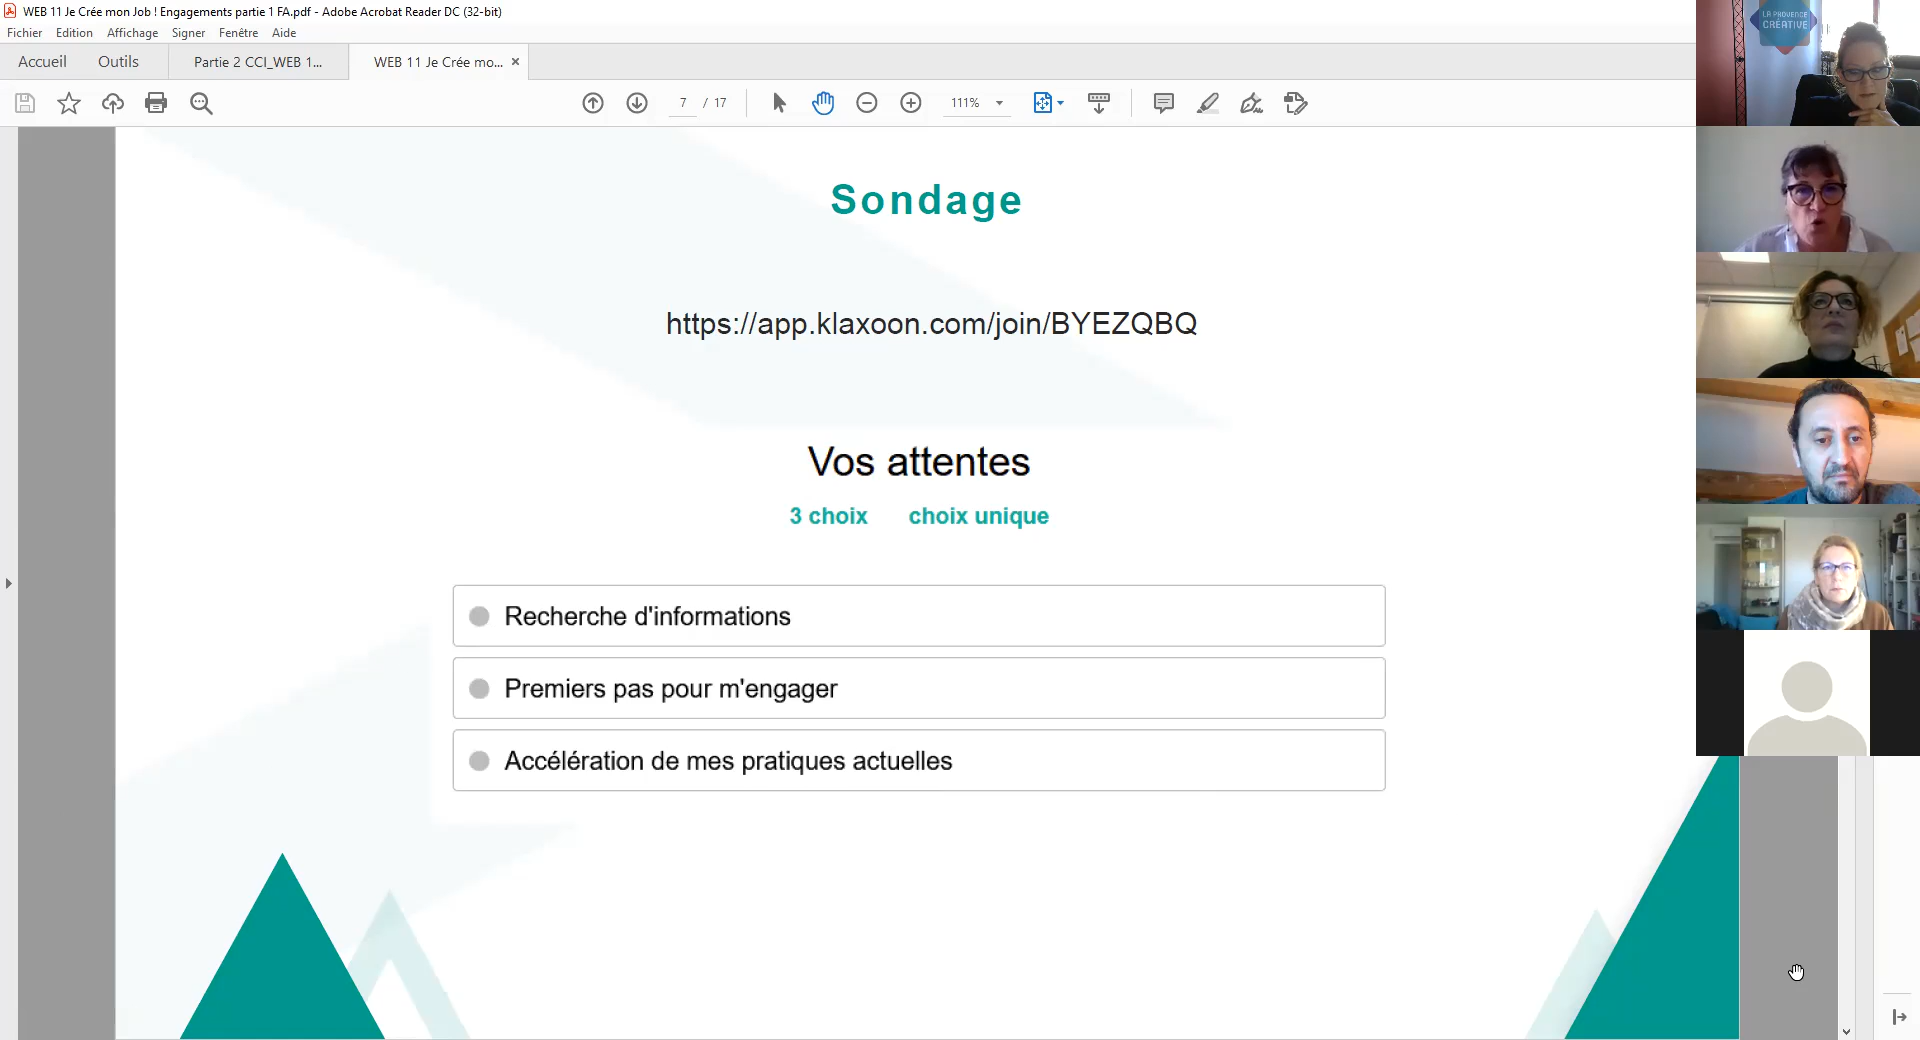 WEB 11 Je Crée mon Job ! Engagements partie 1 FA.pdf - Adobe Acrobat Reader DC (32-bit)
Fichier Edition Affichage Signer Fenêtre Aide
Accueil Outils Partie 2 CCI_WEB 1... WEB 11 Je Crée mo... ×
7 / 17 111%
LA PROVENCE
CRÉATIVE
Sondage
https://app.klaxoon.com/join/BYEZQBQ
Vos attentes
3 choix choix unique
Recherche d'informations
Premiers pas pour m'engager
Accélération de mes pratiques actuelles